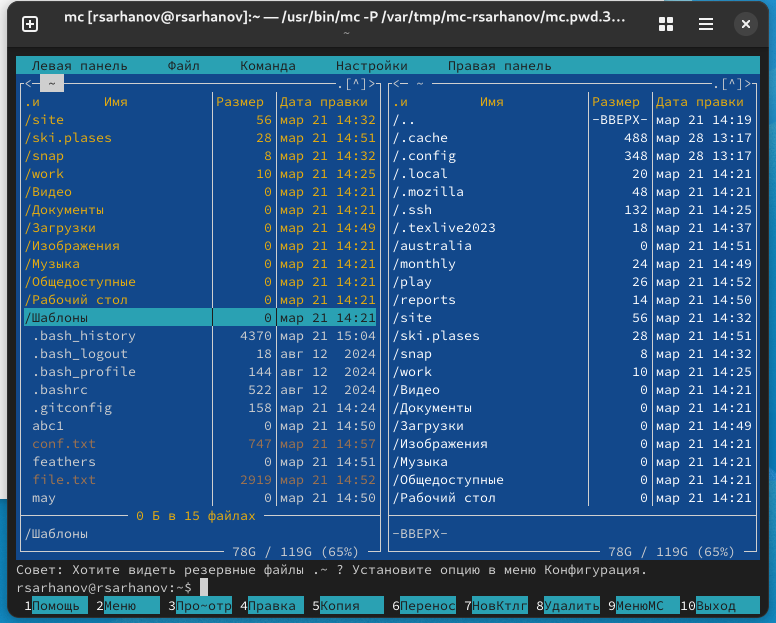 mc [rsarhanov@rsarhanov]:~ — /usr/bin/mc -P /var/tmp/mc-rsarhanov/mc.pwd.3…
~
Левая панель Файл Команда Настройки Правая панель
<─ ~ ─.[^]> <─ ~ ─.[^]>
.и Имя Размер Дата правки .и Имя Размер Дата правки
/site 56 мар 21 14:32 /.. -ВВЕРХ- мар 21 14:19
/ski.plases 28 мар 21 14:51 /.cache 488 мар 28 13:17
/snap 8 мар 21 14:32 /.config 348 мар 28 13:17
/work 10 мар 21 14:25 /.local 20 мар 21 14:21
/Видео 0 мар 21 14:21 /.mozilla 48 мар 21 14:21
/Документы 0 мар 21 14:21 /.ssh 132 мар 21 14:25
/Загрузки 0 мар 21 14:49 /.texlive2023 18 мар 21 14:37
/Изображения 0 мар 21 14:21 /australia 0 мар 21 14:51
/Музыка 0 мар 21 14:21 /monthly 24 мар 21 14:49
/Общедоступные 0 мар 21 14:21 /play 26 мар 21 14:52
/Рабочий стол 0 мар 21 14:21 /reports 14 мар 21 14:50
/Шаблоны 0 мар 21 14:21 /site 56 мар 21 14:32
.bash_history 4370 мар 21 15:04 /ski.plases 28 мар 21 14:51
.bash_logout 18 авг 12 2024 /snap 8 мар 21 14:32
.bash_profile 144 авг 12 2024 /work 10 мар 21 14:25
.bashrc 522 авг 12 2024 /Видео 0 мар 21 14:21
.gitconfig 158 мар 21 14:24 /Документы 0 мар 21 14:21
abc1 0 мар 21 14:50 /Загрузки 0 мар 21 14:49
conf.txt 747 мар 21 14:57 /Изображения 0 мар 21 14:21
feathers 0 мар 21 14:51 /Музыка 0 мар 21 14:21
file.txt 2919 мар 21 14:52 /Общедоступные 0 мар 21 14:21
may 0 мар 21 14:50 /Рабочий стол 0 мар 21 14:21
0 Б в 15 файлах
/Шаблоны -ВВЕРХ-
78G / 119G (65%) 78G / 119G (65%)
Совет: Хотите видеть резервные файлы .~ ? Установите опцию в меню Конфигурация.
rsarhanov@rsarhanov:~$
1Помощь 2Меню 3Про~отр 4Правка 5Копия 6Перенос 7НовКтлг 8Удалить 9МенюМС 10Выход